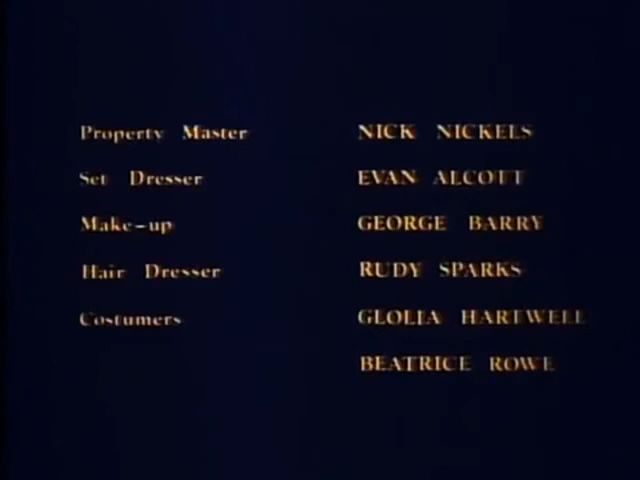 Property Master NICK NICKELS
Set Dresser EVAN ALCOTT
Make-up GEORGE BARRY
Hair Dresser RUDY SPARKS
Costumers GLOLIA HARTWELL
BEATRICE ROWE